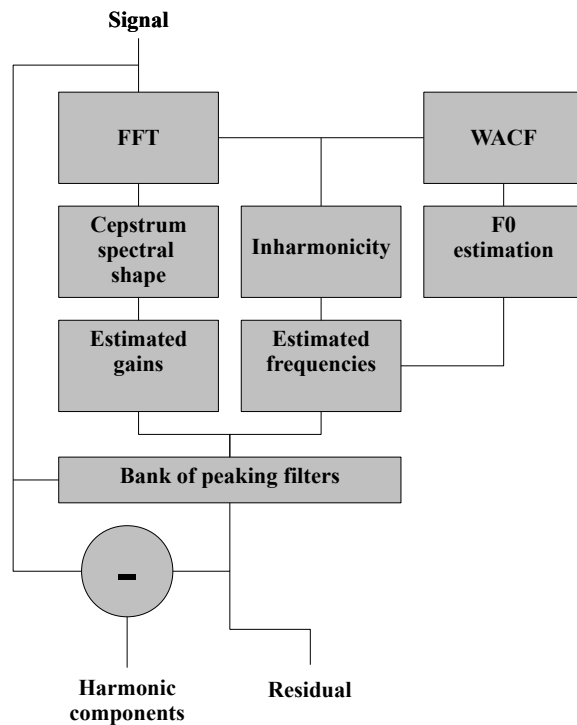 Signal
FFT
WACF
Cepstrum
spectral
shape
Inharmonicity
F0
estimation
Estimated
gains
Estimated
frequencies
Bank of peaking filters
-
Harmonic
components
Residual